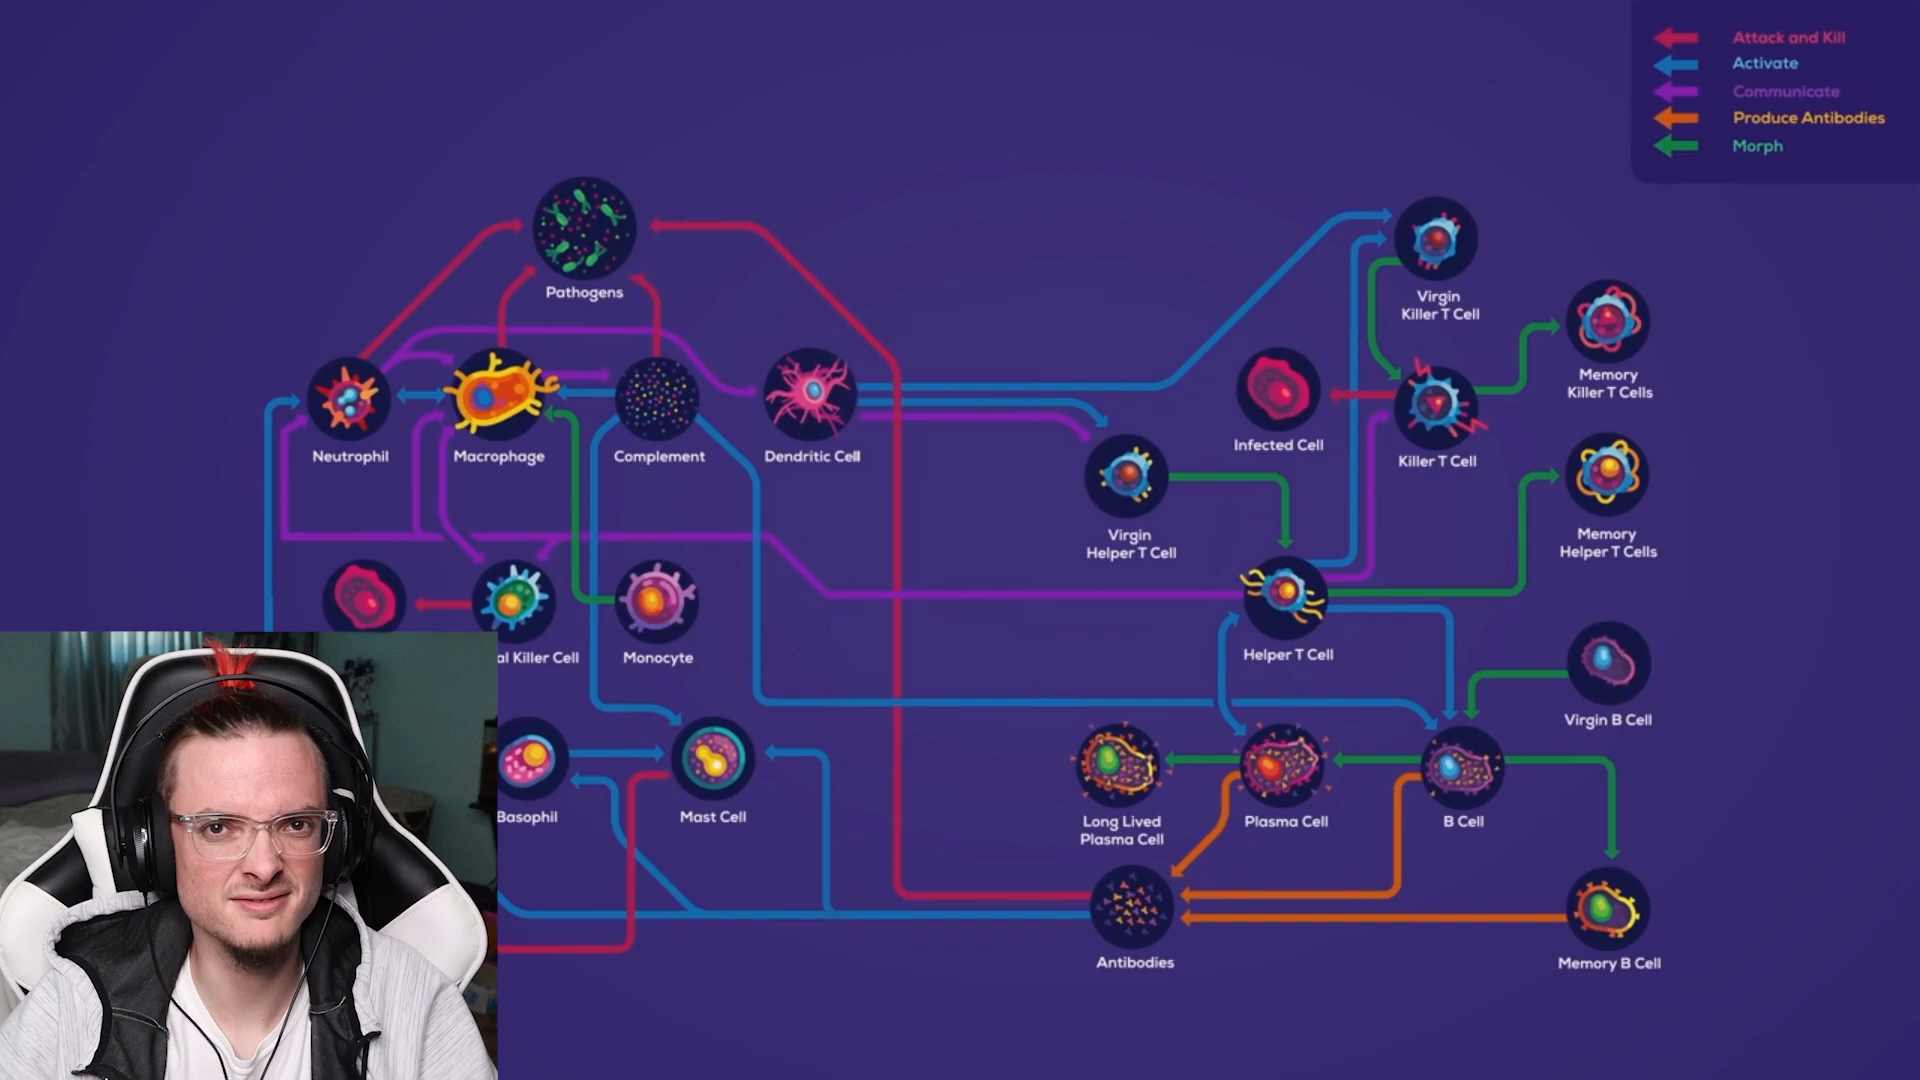 Attack and Kill
Activate
Communicate
Produce Antibodies
Morph
Pathogens
Virgin
Killer T Cell
Memory
Killer T Cells
Infected Cell
Killer T Cell
Neutrophil
Macrophage
Complement
Dendritic Cell
Virgin
Helper T Cell
Memory
Helper T Cells
al Killer Cell
Monocyte
Helper T Cell
Virgin B Cell
Basophil
Mast Cell
Long Lived
Plasma Cell
Plasma Cell
B Cell
Antibodies
Memory B Cell